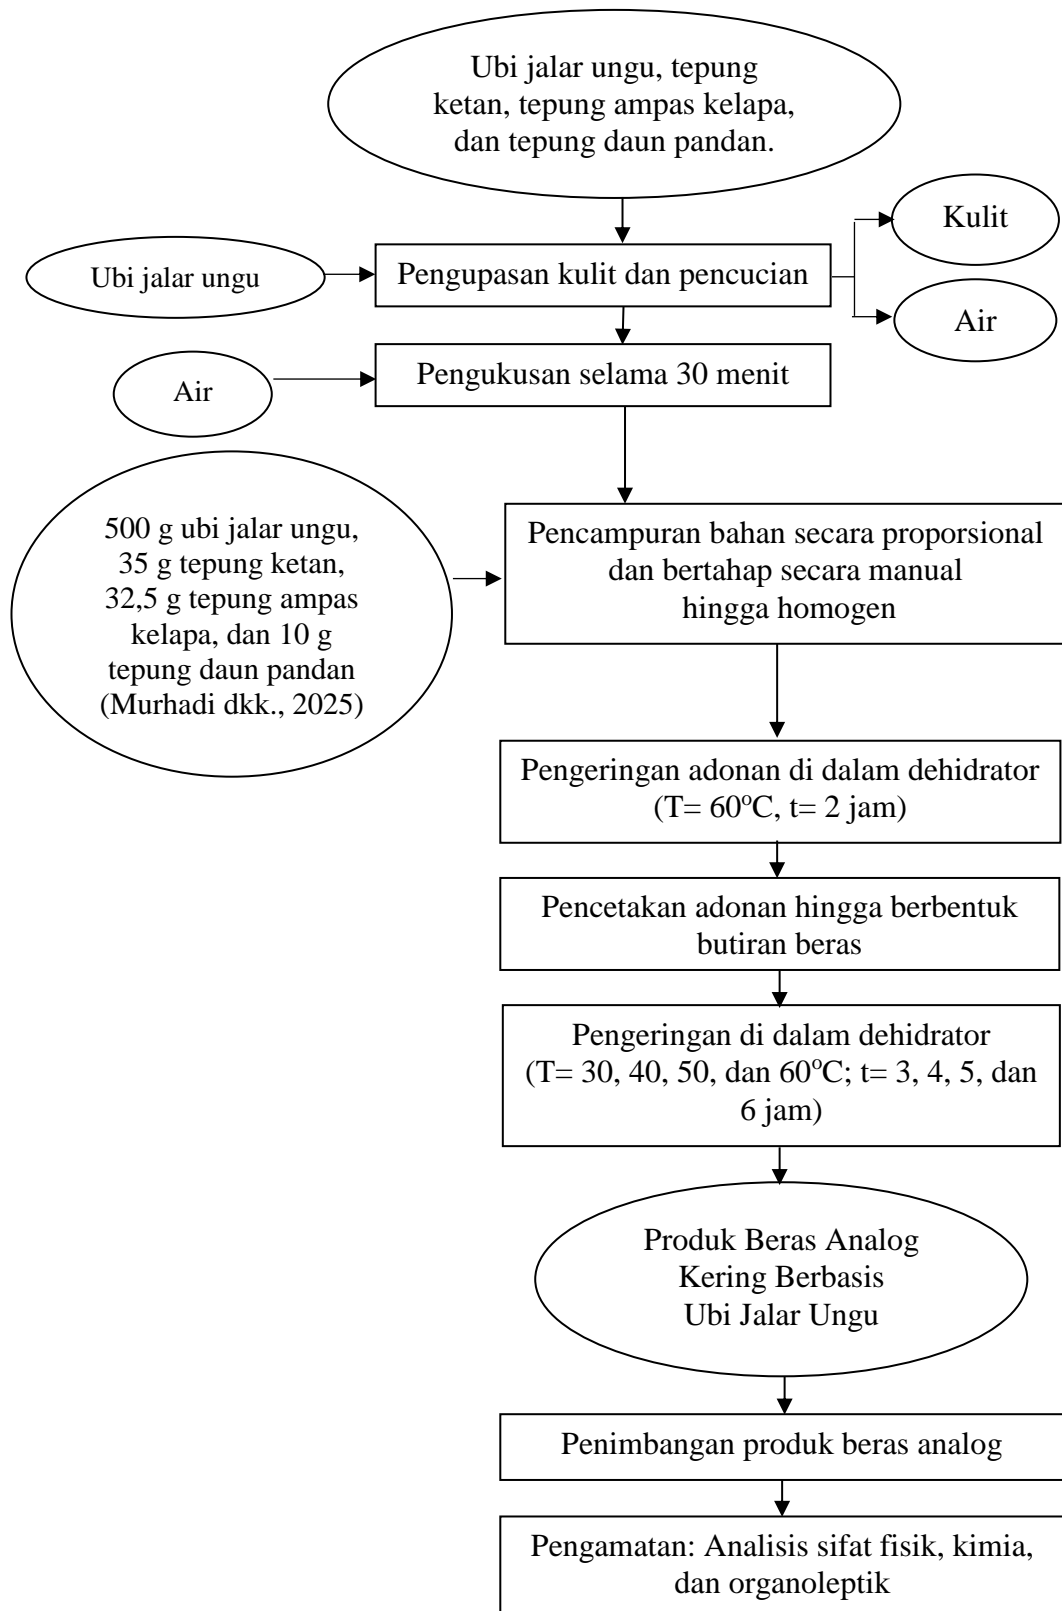 Ubi jalar ungu, tepung
ketan, tepung ampas kelapa,
dan tepung daun pandan.
Kulit
Ubi jalar ungu
Pengupasan kulit dan pencucian
Air
Air
Pengukusan selama 30 menit
500 g ubi jalar ungu,
35 g tepung ketan,
32,5 g tepung ampas
kelapa, dan 10 g
tepung daun pandan
(Murhadi dkk., 2025)
Pencampuran bahan secara proporsional
dan bertahap secara manual
hingga homogen
Pengeringan adonan di dalam dehidrator
(T= 60°C, t= 2 jam)
Pencetakan adonan hingga berbentuk
butiran beras
Pengeringan di dalam dehidrator
(T= 30, 40, 50, dan 60°C; t= 3, 4, 5, dan
6 jam)
Produk Beras Analog
Kering Berbasis
Ubi Jalar Ungu
Penimbangan produk beras analog
Pengamatan: Analisis sifat fisik, kimia,
dan organoleptik